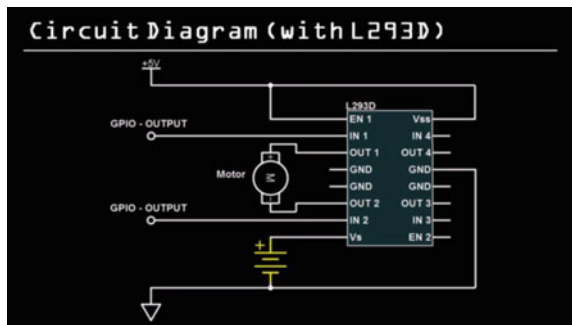 Circuit Diagram (with L293D)
+5V
L293D
GPIO - OUTPUT
EN 1 Vss
IN 1 IN 4
OUT 1 OUT 4
Motor
+
M
-
GND GND
GND GND
GPIO - OUTPUT
OUT 2 OUT 3
IN 2 IN 3
+
Vs EN 2